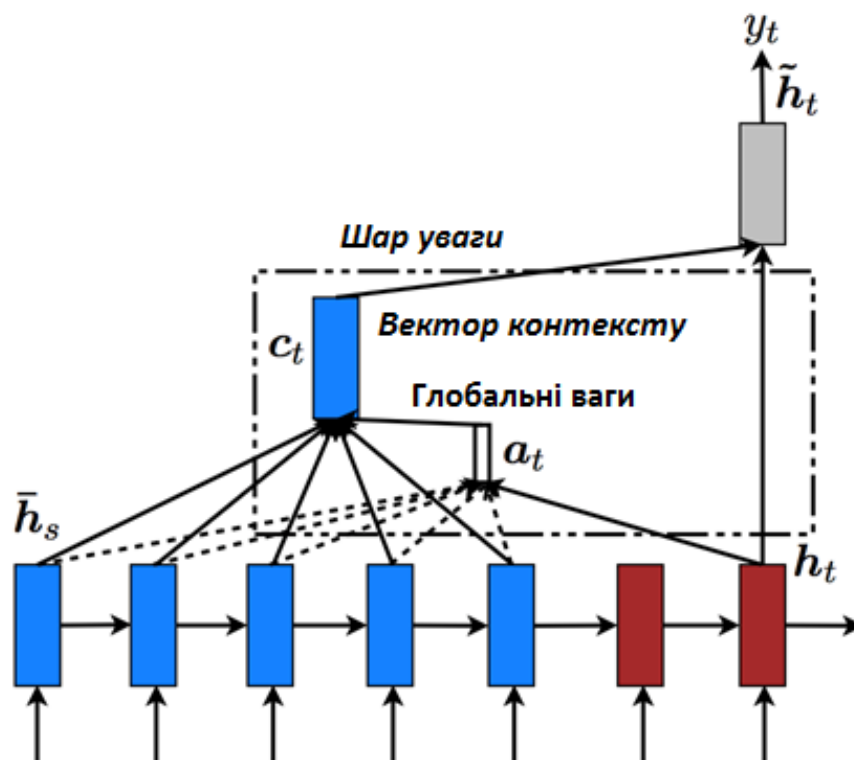 y_t
h̃_t
Шар уваги
Вектор контексту
c_t
Глобальні ваги
a_t
h̄_s
h_t